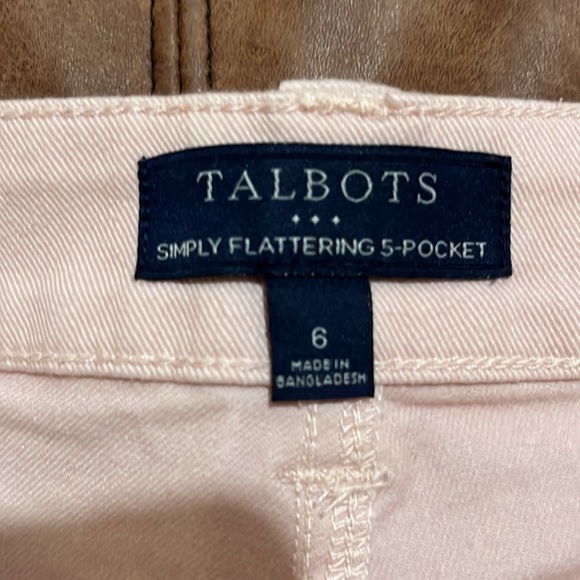 TALBOTS
SIMPLY FLATTERING 5-POCKET
6
MADE IN
BANGLADESH